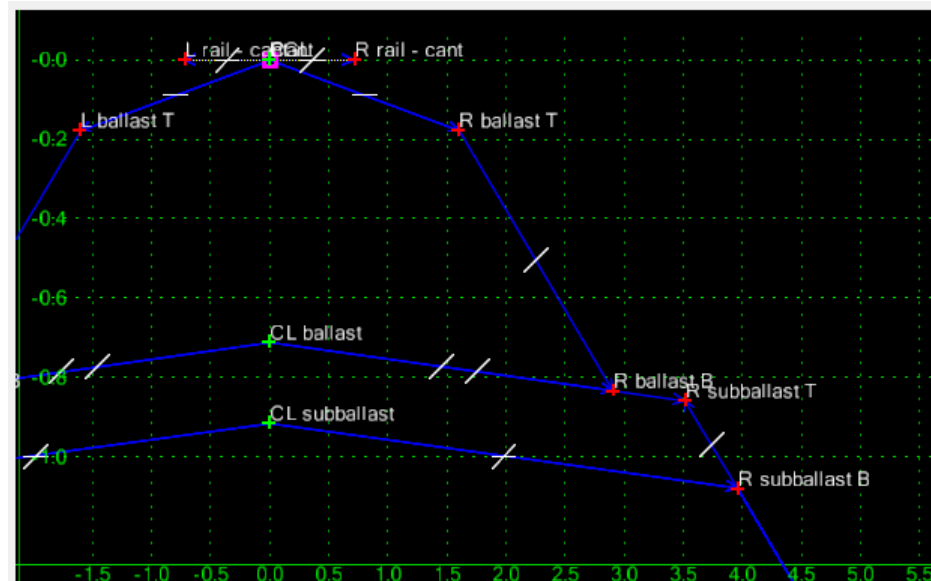 -0.0
L rail - cant
R rail - cant
L ballast T
R ballast T
-0.2
-0.4
-0.6
CL ballast
-0.8
R ballast B
R subballast T
CL subballast
R subballast B
-1.5 -1.0 -0.5 0.0 0.5 1.0 1.5 2.0 2.5 3.0 3.5 4.0 4.5 5.0 5.5